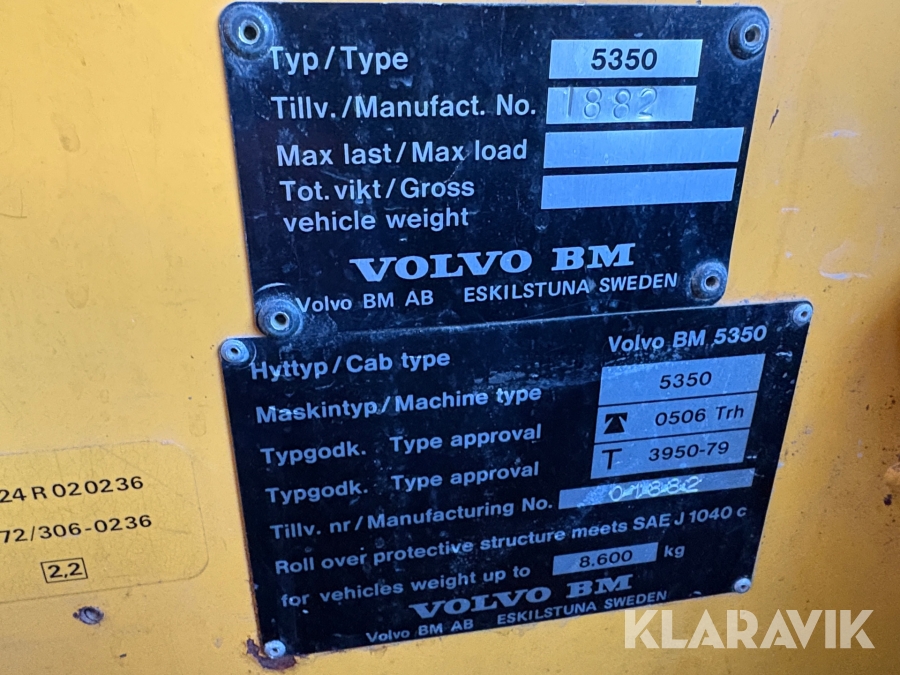 Typ/Type 5350
Tillv./Manufact. No. 1882
Max last/Max load
Tot.vikt/Gross
vehicle weight
VOLVO BM
Volvo BM AB ESKILSTUNA SWEDEN
Hyttyp/Cab type Volvo BM 5350
Maskintyp/Machine type 5350
Typgodk. Type approval 0506 Trh
Typgodk. Type approval T 3950-79
Tillv. nr/Manufacturing No. 01882
Roll over protective structure meets SAE J 1040 c
for vehicles weight up to 8.600 kg
VOLVO BM
Volvo BM AB ESKILSTUNA SWEDEN
24 R 020236
72/306-0236
2,2
KLARAVIK